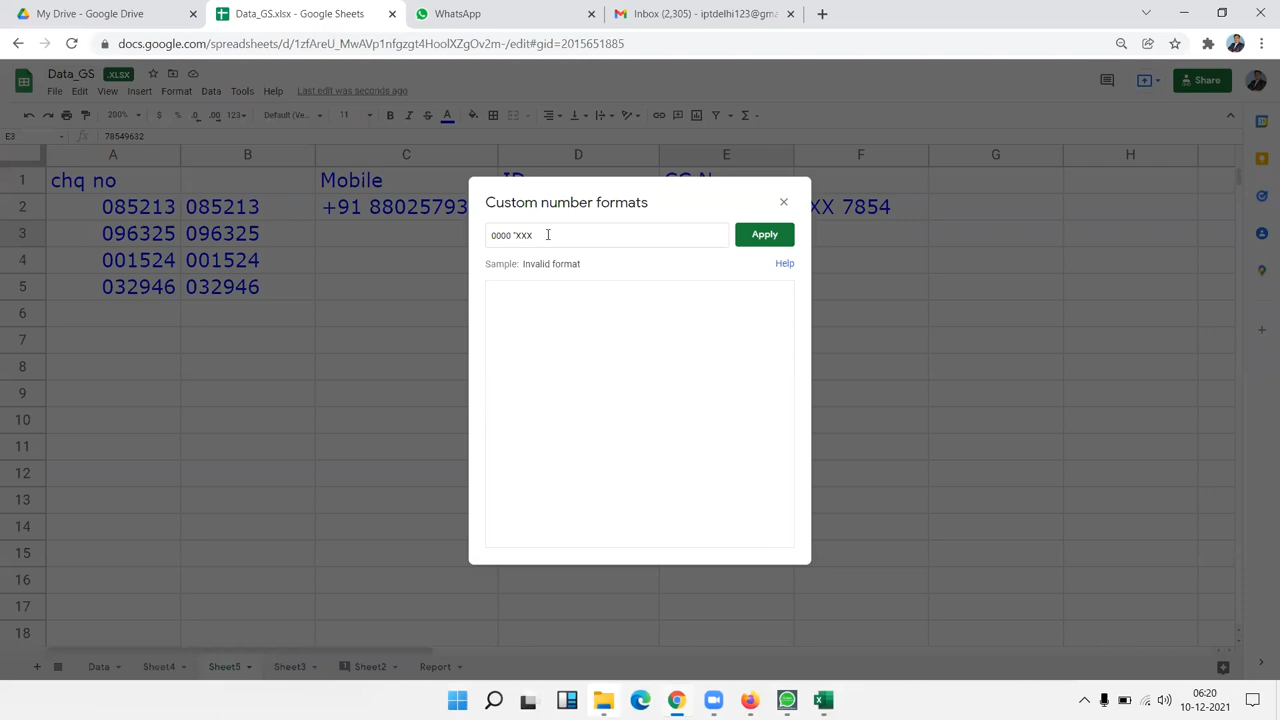 My Drive - Google Drive
Data_GS.xlsx - Google Sheets
WhatsApp
Inbox (2,305) - iptdelhi123@gma
docs.google.com/spreadsheets/d/1zfAreU_MwAVp1nfgzgt4HoolXZgOv2m-/edit#gid=2015651885
Data_GS .XLSX
Share
File Edit View Insert Format Data Tools Help Last edit was seconds ago
200% $ % .0 .00 123 Default (Ve... 11
E3 fx 78549632
A B C D E F G H
1 chq no Mobile
2 085213 085213 +91 88025793 XX 7854
3 096325 096325
4 001524 001524
5 032946 032946
6
7
8
9
10
11
12
13
14
15
16
17
18
Custom number formats
0000 "XXX
Apply
Sample: Invalid format
Help
Data Sheet4 Sheet5 Sheet3 1 Sheet2 Report
06:20
10-12-2021